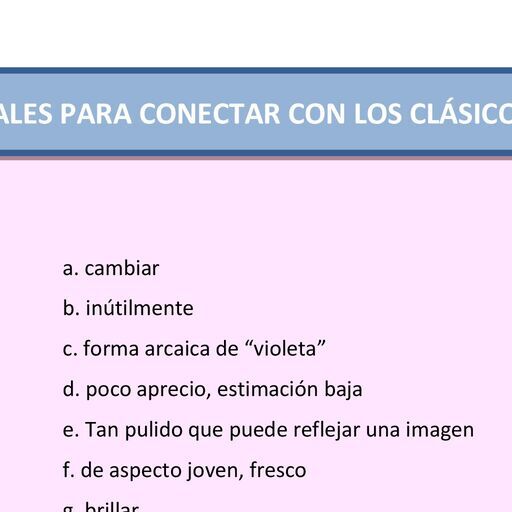 ALES PARA CONECTAR CON LOS CLÁSICO
a. cambiar
b. inútilmente
c. forma arcaica de “violeta”
d. poco aprecio, estimación baja
e. Tan pulido que puede reflejar una imagen
f. de aspecto joven, fresco
g. brillar